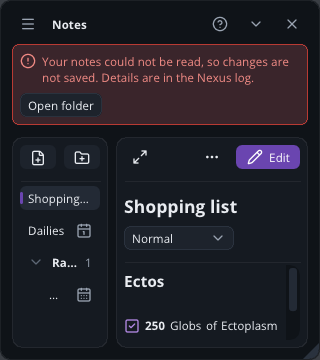 Notes
Your notes could not be read, so changes are
not saved. Details are in the Nexus log.
Open folder
Edit
Shopping...
Shopping list
Dailies
Normal
Ra... 1
Ectos
...
250 Globs of Ectoplasm